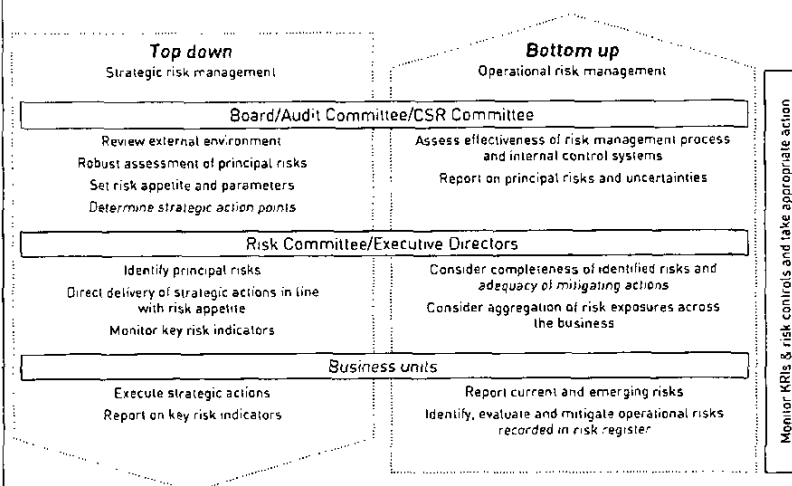 Top down
Strategic risk management
Bottom up
Operational risk management
Board/Audit Committee/CSR Committee
Review external environment
Robust assessment of principal risks
Set risk appetite and parameters
Determine strategic action points
Assess effectiveness of risk management process
and internal control systems
Report on principal risks and uncertainties
Risk Committee/Executive Directors
Identify principal risks
Direct delivery of strategic actions in line
with risk appetite
Monitor key risk indicators
Consider completeness of identified risks and
adequacy of mitigating actions
Consider aggregation of risk exposures across
the business
Business units
Execute strategic actions
Report on key risk indicators
Report current and emerging risks
Identify, evaluate and mitigate operational risks
recorded in risk register
Monitor KRIs & risk controls and take appropriate action